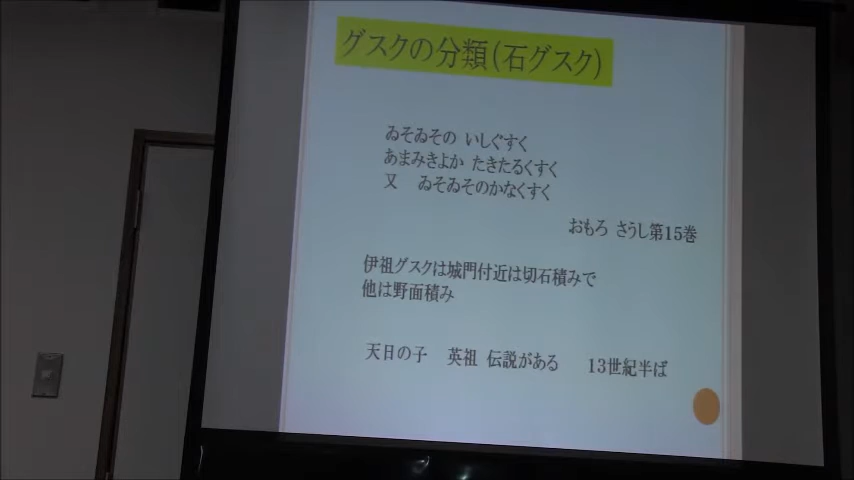 グスクの分類(石グスク)
ゐそゐその いしぐすく
あまみきよか たきたるくすく
又 ゐそゐそのかなくすく
おもろ さうし第15巻
伊祖グスクは城門付近は切石積みで
他は野面積み
天日の子 英祖 伝説がある 13世紀半ば